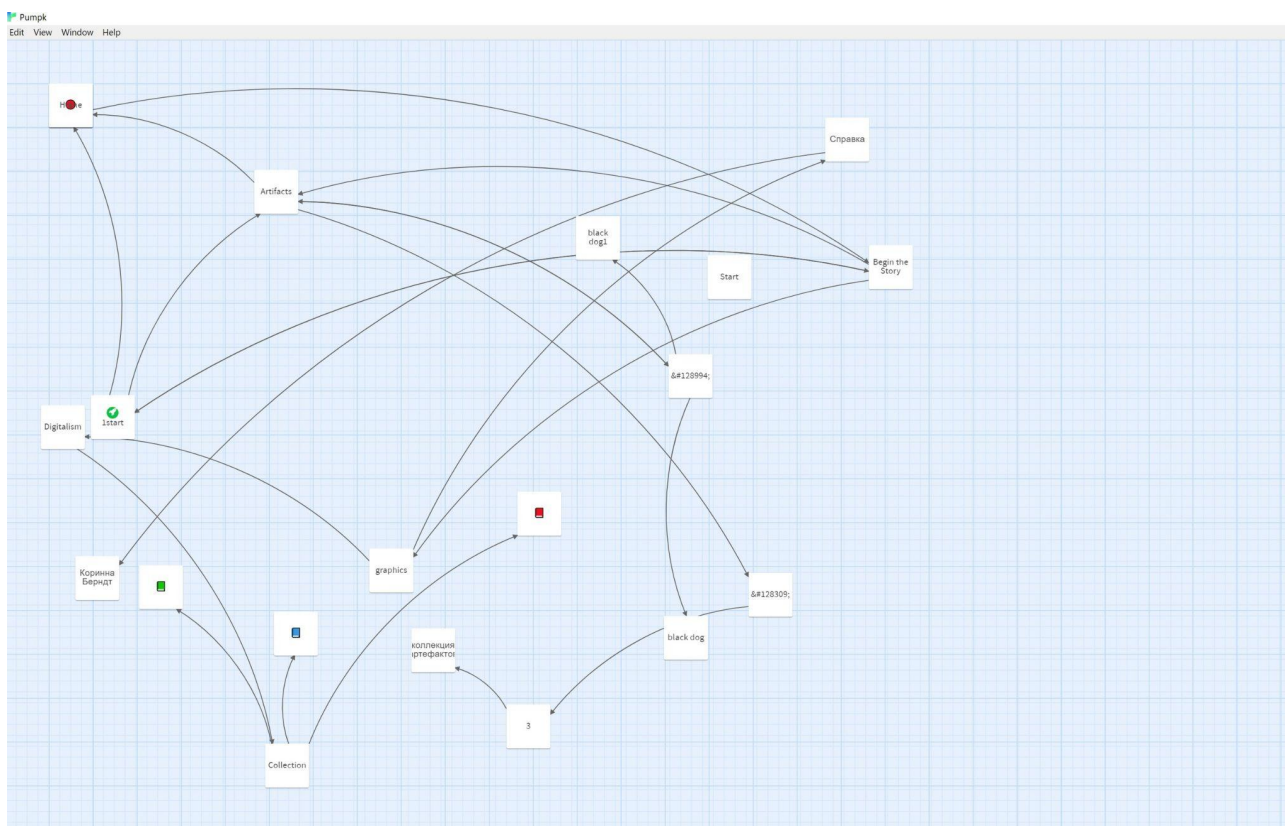 Pumpk
Edit View Window Help
Справка
Artifacts
black
dog1
Begin the
Story
Start
&#128994;
1start
Digitalism
graphics
Коринна
Берндт
&#128309;
black dog
коллекция
артефактов
3
Collection